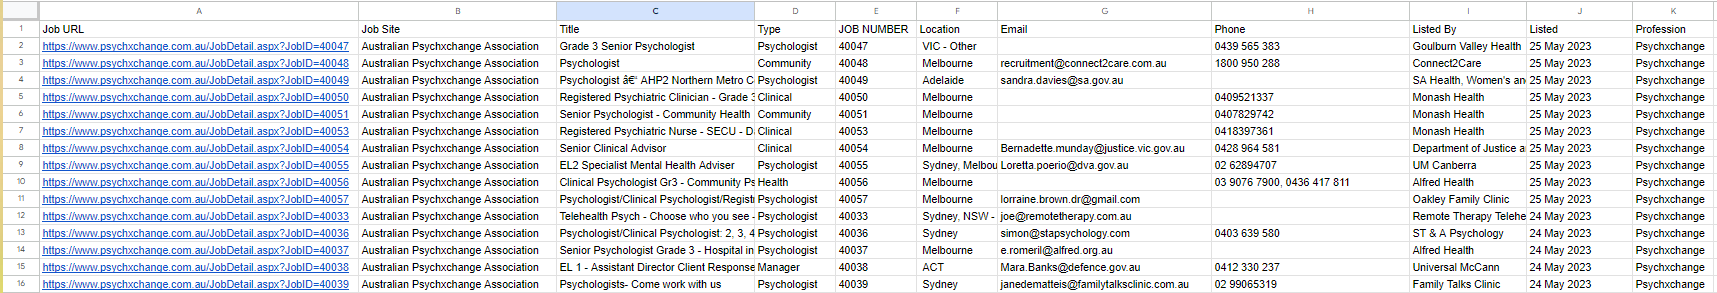 A B C D E F G H I J K
1 Job URL Job Site Title Type JOB NUMBER Location Email Phone Listed By Listed Profession
2 https://www.psychxchange.com.au/JobDetail.aspx?JobID=40047 Australian Psychxchange Association Grade 3 Senior Psychologist Psychologist 40047 VIC - Other 0439 565 383 Goulburn Valley Health 25 May 2023 Psychxchange
3 https://www.psychxchange.com.au/JobDetail.aspx?JobID=40048 Australian Psychxchange Association Psychologist Community 40048 Melbourne recruitment@connect2care.com.au 1800 950 288 Connect2Care 25 May 2023 Psychxchange
4 https://www.psychxchange.com.au/JobDetail.aspx?JobID=40049 Australian Psychxchange Association Psychologist â€“ AHP2 Northern Metro C Psychologist 40049 Adelaide sandra.davies@sa.gov.au SA Health, Women's an 25 May 2023 Psychxchange
5 https://www.psychxchange.com.au/JobDetail.aspx?JobID=40050 Australian Psychxchange Association Registered Psychiatric Clinician - Grade 3 Clinical 40050 Melbourne 0409521337 Monash Health 25 May 2023 Psychxchange
6 https://www.psychxchange.com.au/JobDetail.aspx?JobID=40051 Australian Psychxchange Association Senior Psychologist - Community Health Community 40051 Melbourne 0407829742 Monash Health 25 May 2023 Psychxchange
7 https://www.psychxchange.com.au/JobDetail.aspx?JobID=40053 Australian Psychxchange Association Registered Psychiatric Nurse - SECU - D Clinical 40053 Melbourne 0418397361 Monash Health 25 May 2023 Psychxchange
8 https://www.psychxchange.com.au/JobDetail.aspx?JobID=40054 Australian Psychxchange Association Senior Clinical Advisor Clinical 40054 Melbourne Bernadette.munday@justice.vic.gov.au 0428 964 581 Department of Justice a 25 May 2023 Psychxchange
9 https://www.psychxchange.com.au/JobDetail.aspx?JobID=40055 Australian Psychxchange Association EL2 Specialist Mental Health Adviser Psychologist 40055 Sydney, Melbou Loretta.poerio@dva.gov.au 02 62894707 UM Canberra 25 May 2023 Psychxchange
10 https://www.psychxchange.com.au/JobDetail.aspx?JobID=40056 Australian Psychxchange Association Clinical Psychologist Gr3 - Community Ps Health 40056 Melbourne 03 9076 7900, 0436 417 811 Alfred Health 25 May 2023 Psychxchange
11 https://www.psychxchange.com.au/JobDetail.aspx?JobID=40057 Australian Psychxchange Association Psychologist/Clinical Psychologist/Registr Psychologist 40057 Melbourne lorraine.brown.dr@gmail.com Oakley Family Clinic 25 May 2023 Psychxchange
12 https://www.psychxchange.com.au/JobDetail.aspx?JobID=40033 Australian Psychxchange Association Telehealth Psych - Choose who you see - Psychologist 40033 Sydney, NSW - joe@remotetherapy.com.au Remote Therapy Telehe 24 May 2023 Psychxchange
13 https://www.psychxchange.com.au/JobDetail.aspx?JobID=40036 Australian Psychxchange Association Psychologist/Clinical Psychologist: 2, 3, 4 Psychologist 40036 Sydney simon@stapsychology.com 0403 639 580 ST & A Psychology 24 May 2023 Psychxchange
14 https://www.psychxchange.com.au/JobDetail.aspx?JobID=40037 Australian Psychxchange Association Senior Psychologist Grade 3 - Hospital in Psychologist 40037 Melbourne e.romeril@alfred.org.au Alfred Health 24 May 2023 Psychxchange
15 https://www.psychxchange.com.au/JobDetail.aspx?JobID=40038 Australian Psychxchange Association EL 1 - Assistant Director Client Response Manager 40038 ACT Mara.Banks@defence.gov.au 0412 330 237 Universal McCann 24 May 2023 Psychxchange
16 https://www.psychxchange.com.au/JobDetail.aspx?JobID=40039 Australian Psychxchange Association Psychologists- Come work with us Psychologist 40039 Sydney janedematteis@familytalksclinic.com.au 02 99065319 Family Talks Clinic 24 May 2023 Psychxchange